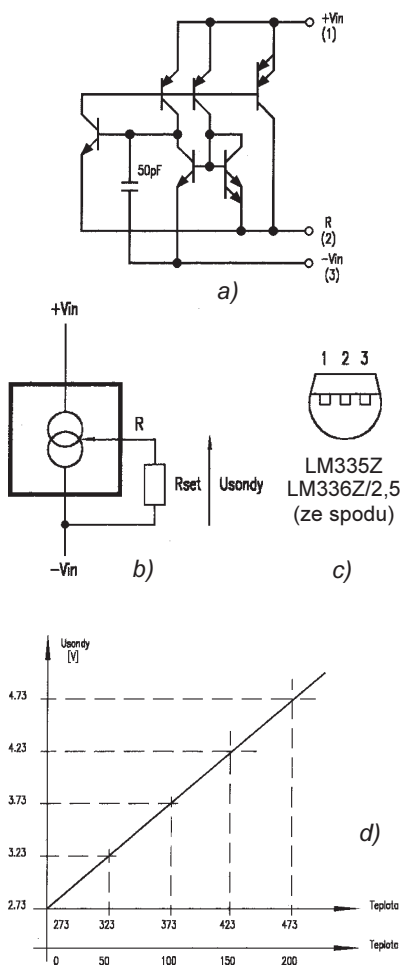 +Vin
(1)
50pF
R
(2)
-Vin
(3)
a)
+Vin
R
Rset
Usondy
-Vin
b)
1 2 3
LM335Z
LM336Z/2,5
(ze spodu)
c)
Usondy
[V]
4.73
4.23
3.73
3.23
2.73
d)
273 323 373 423 473 Teplota
0 50 100 150 200 Teplota